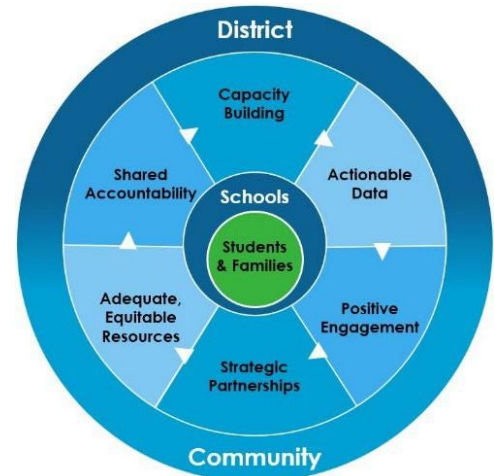 District
Capacity
Building
Shared
Accountability
Actionable
Data
Schools
Students
& Families
Adequate,
Equitable
Resources
Positive
Engagement
Strategic
Partnerships
Community